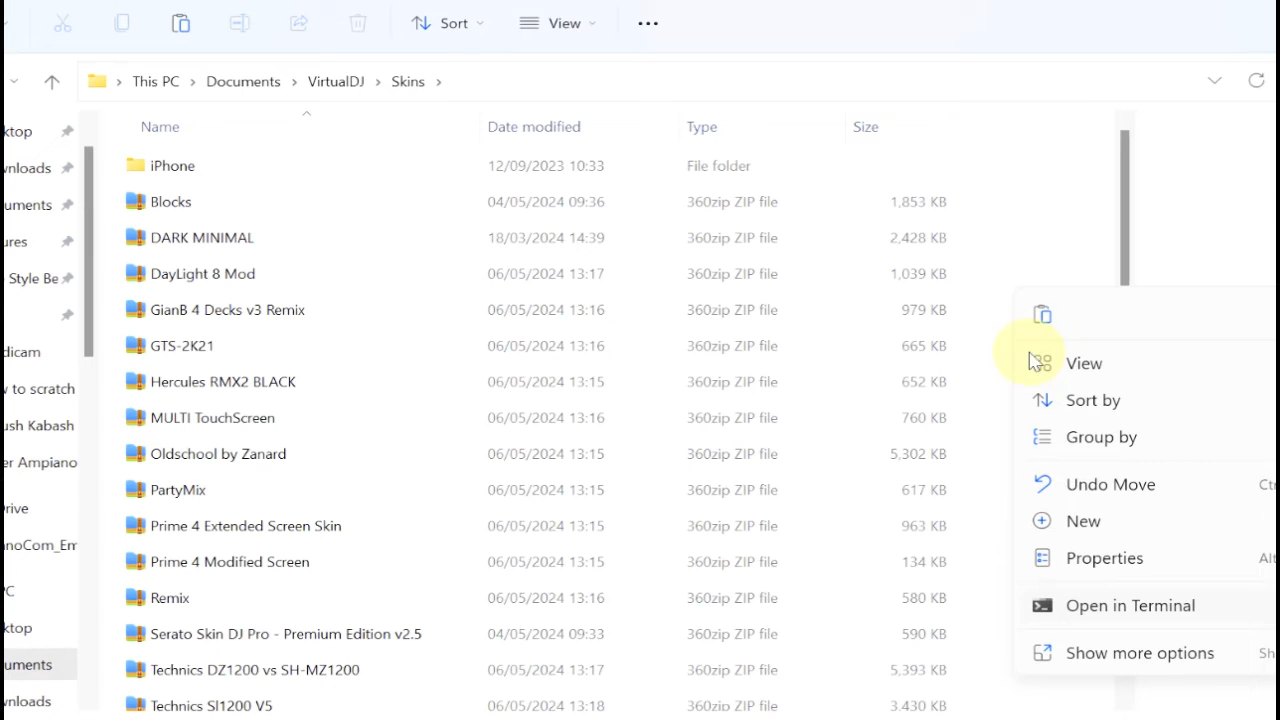 Sort
View
This PC
Documents
VirtualDJ
Skins
Name
Date modified
Type
Size
iPhone 12/09/2023 10:33 File folder
Blocks 04/05/2024 09:36 360zip ZIP file 1,853 KB
DARK MINIMAL 18/03/2024 14:39 360zip ZIP file 2,428 KB
DayLight 8 Mod 06/05/2024 13:17 360zip ZIP file 1,039 KB
GianB 4 Decks v3 Remix 06/05/2024 13:16 360zip ZIP file 979 KB
GTS-2K21 06/05/2024 13:16 360zip ZIP file 665 KB
Hercules RMX2 BLACK 06/05/2024 13:15 360zip ZIP file 652 KB
MULTI TouchScreen 06/05/2024 13:16 360zip ZIP file 760 KB
Oldschool by Zanard 06/05/2024 13:15 360zip ZIP file 5,302 KB
PartyMix 06/05/2024 13:15 360zip ZIP file 617 KB
Prime 4 Extended Screen Skin 06/05/2024 13:15 360zip ZIP file 963 KB
Prime 4 Modified Screen 06/05/2024 13:15 360zip ZIP file 134 KB
Remix 06/05/2024 13:16 360zip ZIP file 580 KB
Serato Skin DJ Pro - Premium Edition v2.5 04/05/2024 09:33 360zip ZIP file 590 KB
Technics DZ1200 vs SH-MZ1200 06/05/2024 13:17 360zip ZIP file 5,393 KB
Technics Sl1200 V5 06/05/2024 13:18 360zip ZIP file 3,430 KB
ktop
wnloads
uments
ures
Style Be
dicam
w to scratch
ush Kabash
er Ampiano
Drive
anoCom_Em
PC
ktop
uments
wnloads
View
Sort by
Group by
Undo Move Ct
New
Properties Alt
Open in Terminal
Show more options Sh